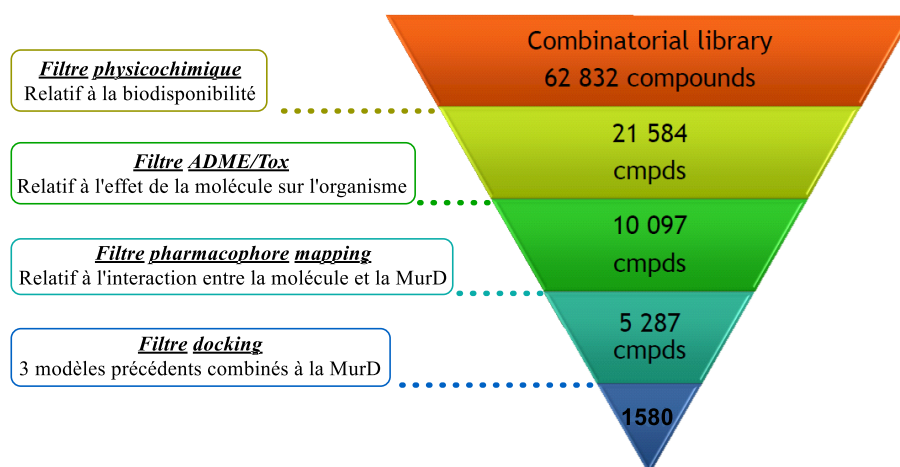 Combinatorial library
62 832 compounds
Filtre physicochimique
Relatif à la biodisponibilité
21 584
cmpds
Filtre ADME/Tox
Relatif à l'effet de la molécule sur l'organisme
10 097
cmpds
Filtre pharmacophore mapping
Relatif à l'interaction entre la molécule et la MurD
5 287
cmpds
Filtre docking
3 modèles précédents combinés à la MurD
1580